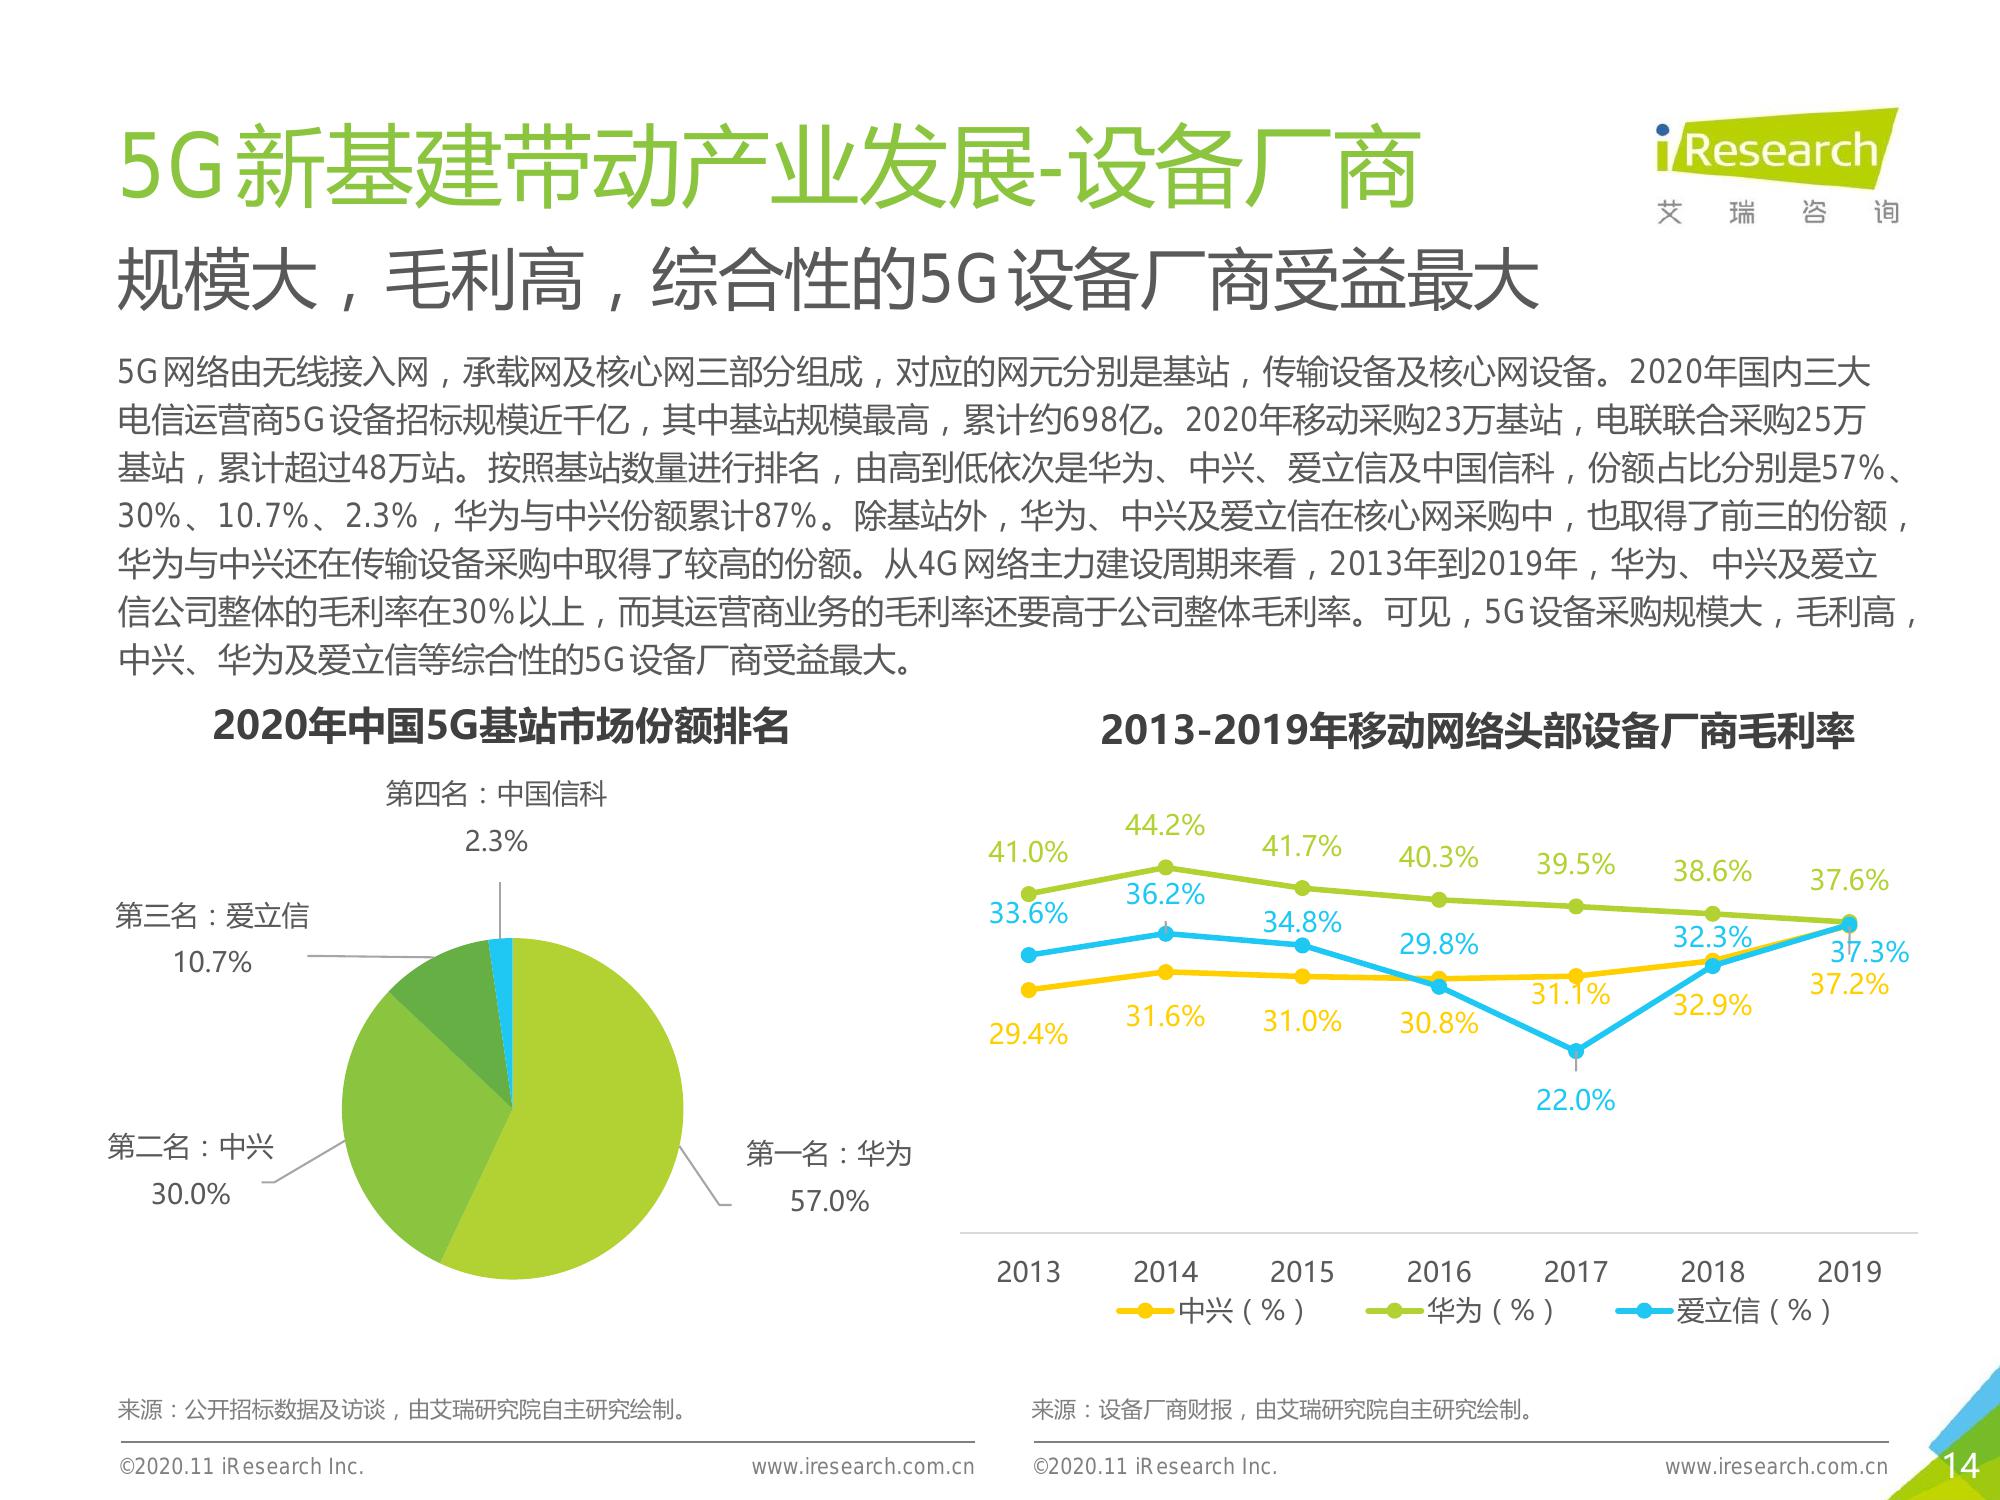 5G新基建带动产业发展-设备厂商
iResearch
艾瑞咨询
规模大，毛利高，综合性的5G设备厂商受益最大
5G网络由无线接入网，承载网及核心网三部分组成，对应的网元分别是基站，传输设备及核心网设备。2020年国内三大
电信运营商5G设备招标规模近千亿，其中基站规模最高，累计约698亿。2020年移动采购23万基站，电联联合采购25万
基站，累计超过48万站。按照基站数量进行排名，由高到低依次是华为、中兴、爱立信及中国信科，份额占比分别是57%、
30%、10.7%、2.3%，华为与中兴份额累计87%。除基站外，华为、中兴及爱立信在核心网采购中，也取得了前三的份额，
华为与中兴还在传输设备采购中取得了较高的份额。从4G网络主力建设周期来看，2013年到2019年，华为、中兴及爱立
信公司整体的毛利率在30%以上，而其运营商业务的毛利率还要高于公司整体毛利率。可见，5G设备采购规模大，毛利高，
中兴、华为及爱立信等综合性的5G设备厂商受益最大。
2020年中国5G基站市场份额排名
第四名：中国信科
2.3%
第三名：爱立信
10.7%
第二名：中兴
30.0%
第一名：华为
57.0%
2013-2019年移动网络头部设备厂商毛利率
41.0%
44.2%
41.7%
40.3%
39.5%
38.6%
37.6%
33.6%
36.2%
34.8%
29.8%
22.0%
32.3%
37.3%
29.4%
31.6%
31.0%
30.8%
31.1%
32.9%
37.2%
2013 2014 2015 2016 2017 2018 2019
中兴（%） 华为（%） 爱立信（%）
来源：公开招标数据及访谈，由艾瑞研究院自主研究绘制。
来源：设备厂商财报，由艾瑞研究院自主研究绘制。
©2020.11 iResearch Inc. www.iresearch.com.cn
©2020.11 iResearch Inc. www.iresearch.com.cn
14